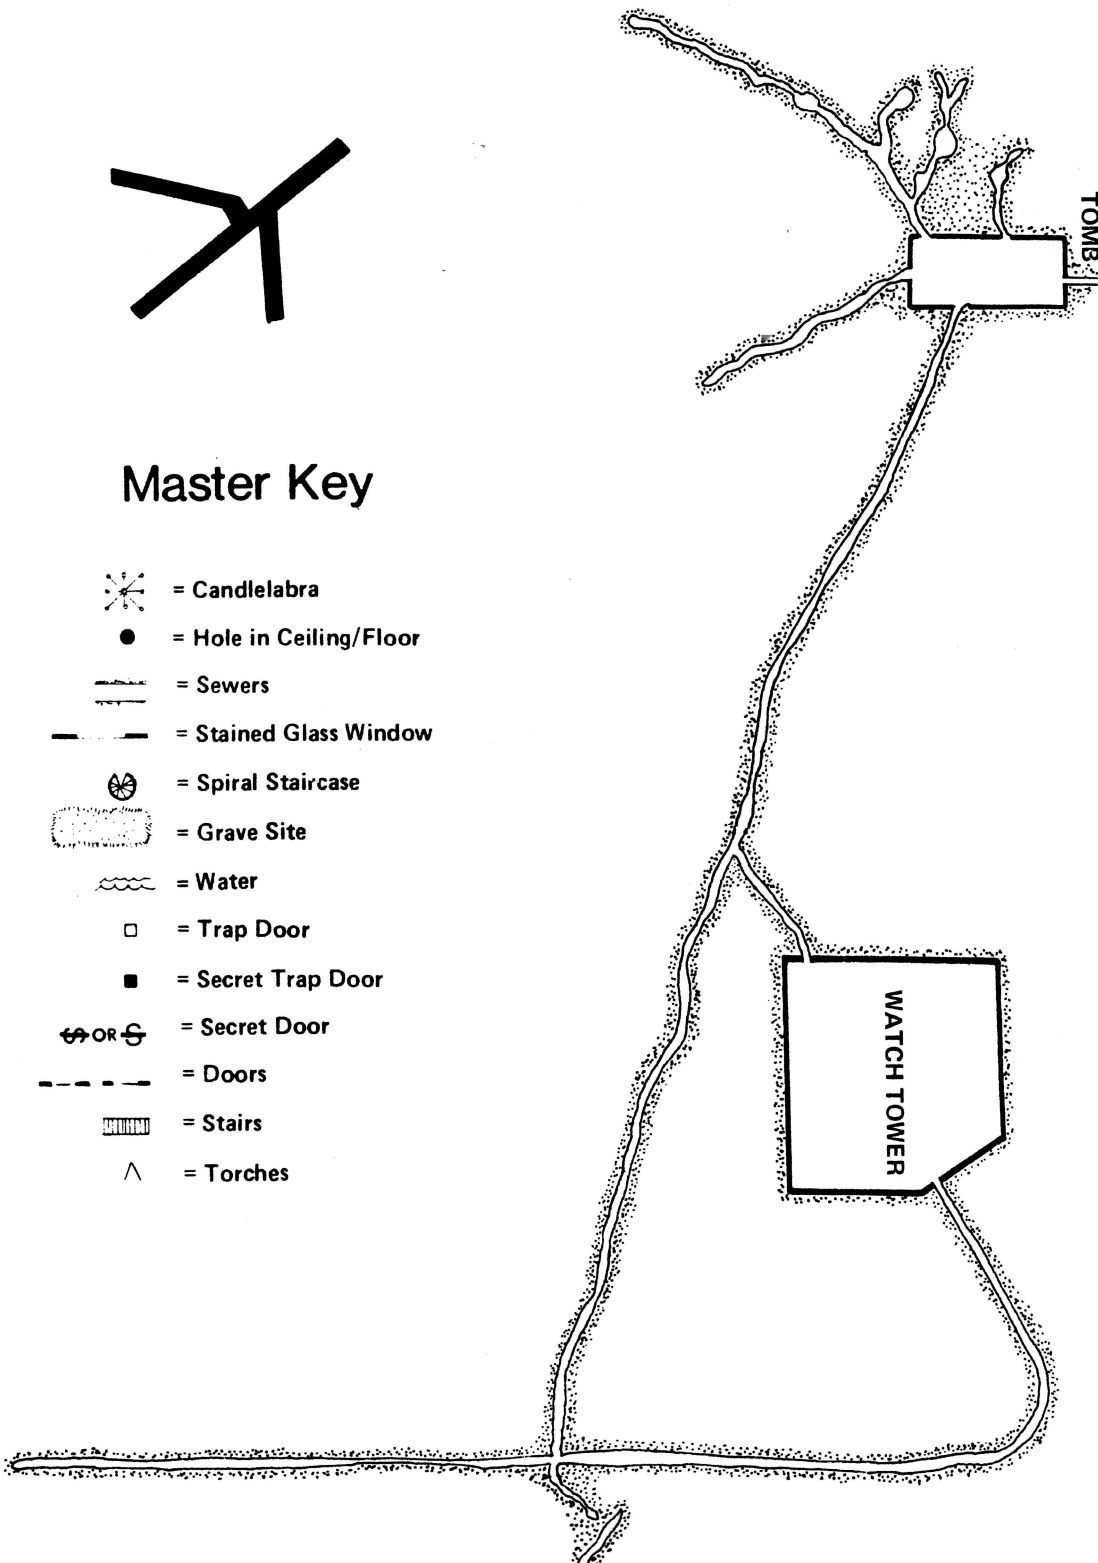 TOMB
Master Key
= Candlelabra
= Hole in Ceiling/Floor
= Sewers
= Stained Glass Window
= Spiral Staircase
= Grave Site
= Water
= Trap Door
= Secret Trap Door
$ OR S = Secret Door
= Doors
= Stairs
= Torches
WATCH TOWER